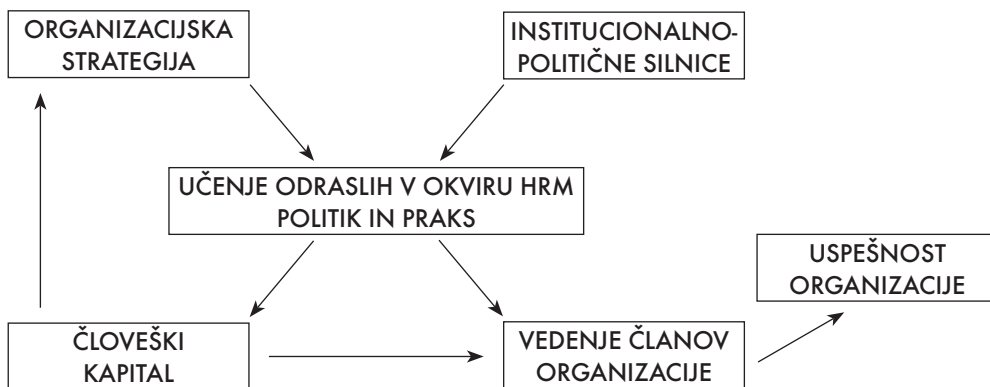 ORGANIZACIJSKA
STRATEGIJA
INSTITUCIONALNO-
POLITIČNE SILNICE
UČENJE ODRASLIH V OKVIRU HRM
POLITIK IN PRAKS
USPEŠNOST
ORGANIZACIJE
ČLOVEŠKI
KAPITAL
VEDENJE ČLANOV
ORGANIZACIJE